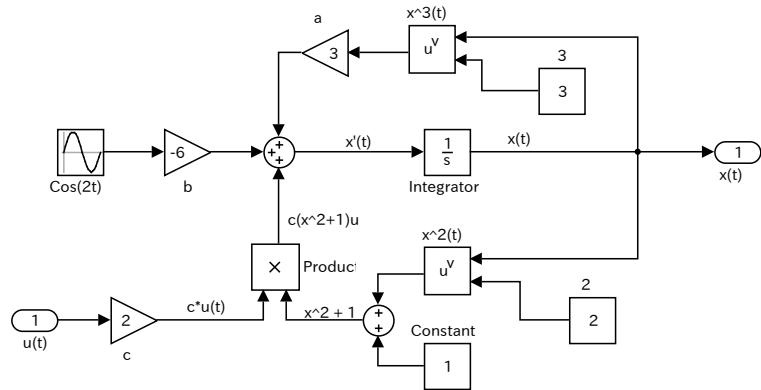 a
x^3(t)
3
u^v
3
3
Cos(2t)
-6
b
+
+
+
x'(t)
1
s
Integrator
x(t)
1
x(t)
c(x^2+1)u
×
Product
x^2(t)
u^v
2
2
1
u(t)
2
c
c*u(t)
x^2 + 1
+
+
Constant
1